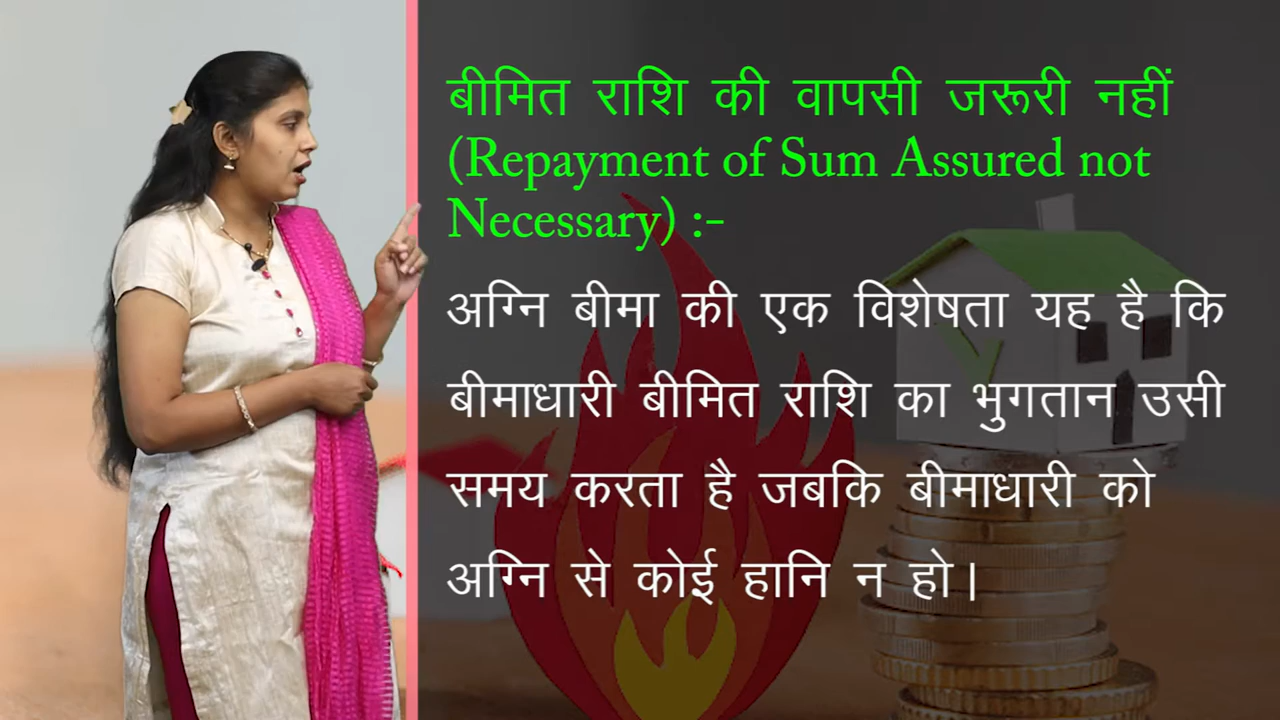 बीमित राशि की वापसी जरूरी नहीं
(Repayment of Sum Assured not
Necessary) :-
अग्नि बीमा की एक विशेषता यह है कि
बीमाधारी बीमित राशि का भुगतान उसी
समय करता है जबकि बीमाधारी को
अग्नि से कोई हानि न हो।